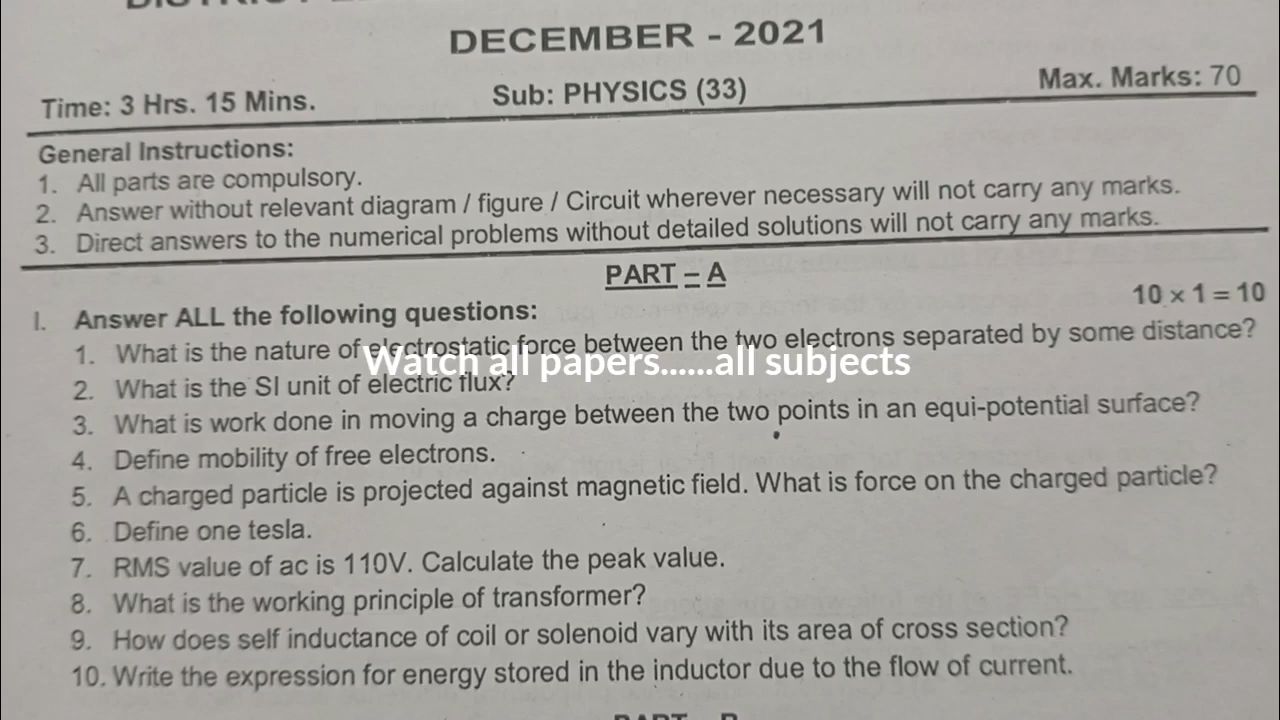 DECEMBER - 2021
Time: 3 Hrs. 15 Mins. Sub: PHYSICS (33) Max. Marks: 70
General Instructions:
1. All parts are compulsory.
2. Answer without relevant diagram / figure / Circuit wherever necessary will not carry any marks.
3. Direct answers to the numerical problems without detailed solutions will not carry any marks.
PART – A
I. Answer ALL the following questions: 10 × 1 = 10
1. What is the nature of electrostatic force between the two electrons separated by some distance?
Watch all papers......all subjects
2. What is the SI unit of electric flux?
3. What is work done in moving a charge between the two points in an equi-potential surface?
4. Define mobility of free electrons.
5. A charged particle is projected against magnetic field. What is force on the charged particle?
6. Define one tesla.
7. RMS value of ac is 110V. Calculate the peak value.
8. What is the working principle of transformer?
9. How does self inductance of coil or solenoid vary with its area of cross section?
10. Write the expression for energy stored in the inductor due to the flow of current.